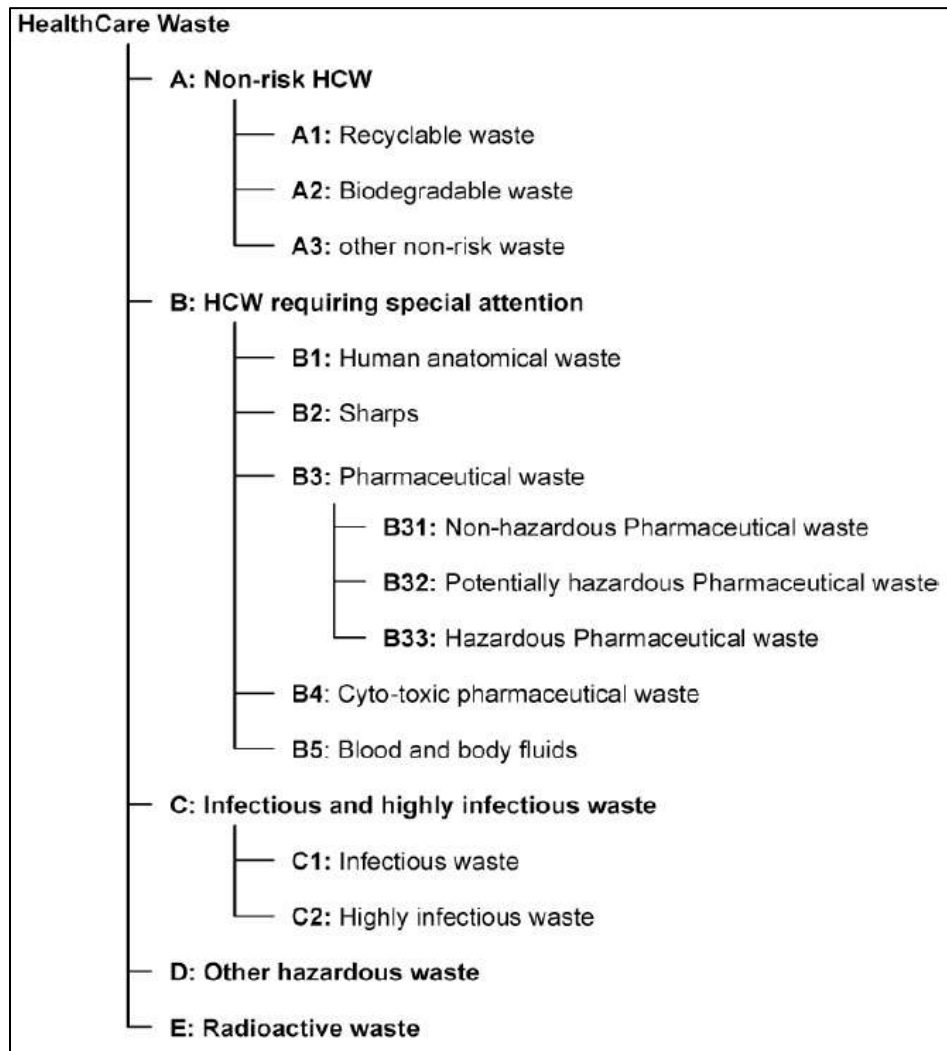 HealthCare Waste
A: Non-risk HCW
A1: Recyclable waste
A2: Biodegradable waste
A3: other non-risk waste
B: HCW requiring special attention
B1: Human anatomical waste
B2: Sharps
B3: Pharmaceutical waste
B31: Non-hazardous Pharmaceutical waste
B32: Potentially hazardous Pharmaceutical waste
B33: Hazardous Pharmaceutical waste
B4: Cyto-toxic pharmaceutical waste
B5: Blood and body fluids
C: Infectious and highly infectious waste
C1: Infectious waste
C2: Highly infectious waste
D: Other hazardous waste
E: Radioactive waste